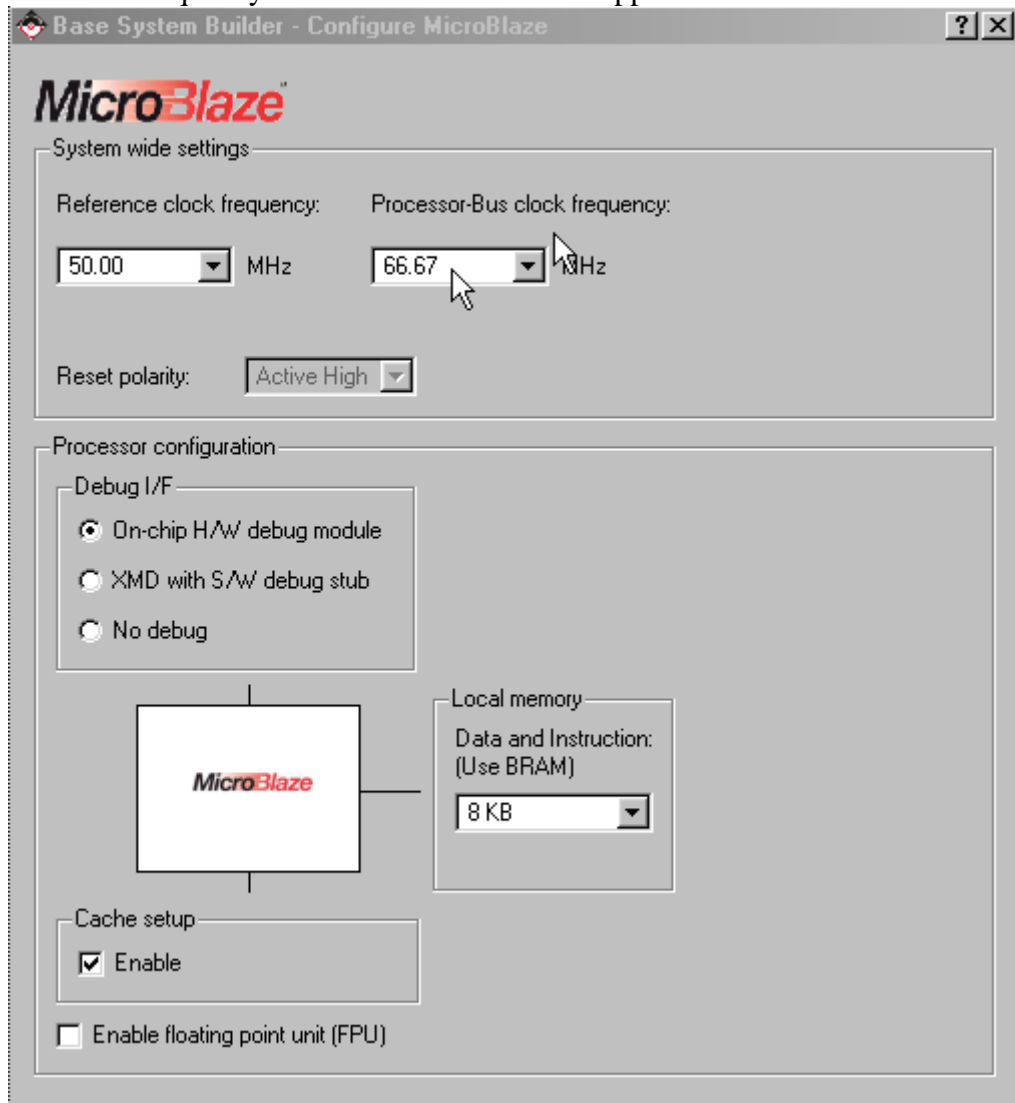 Base System Builder - Configure MicroBlaze
MicroBlaze
System wide settings
Reference clock frequency: Processor-Bus clock frequency:
50.00 MHz 66.67 MHz
Reset polarity: Active High
Processor configuration
Debug I/F
On-chip H/W debug module
XMD with S/W debug stub
No debug
Local memory
Data and Instruction:
(Use BRAM)
MicroBlaze
8 KB
Cache setup
Enable
Enable floating point unit (FPU)